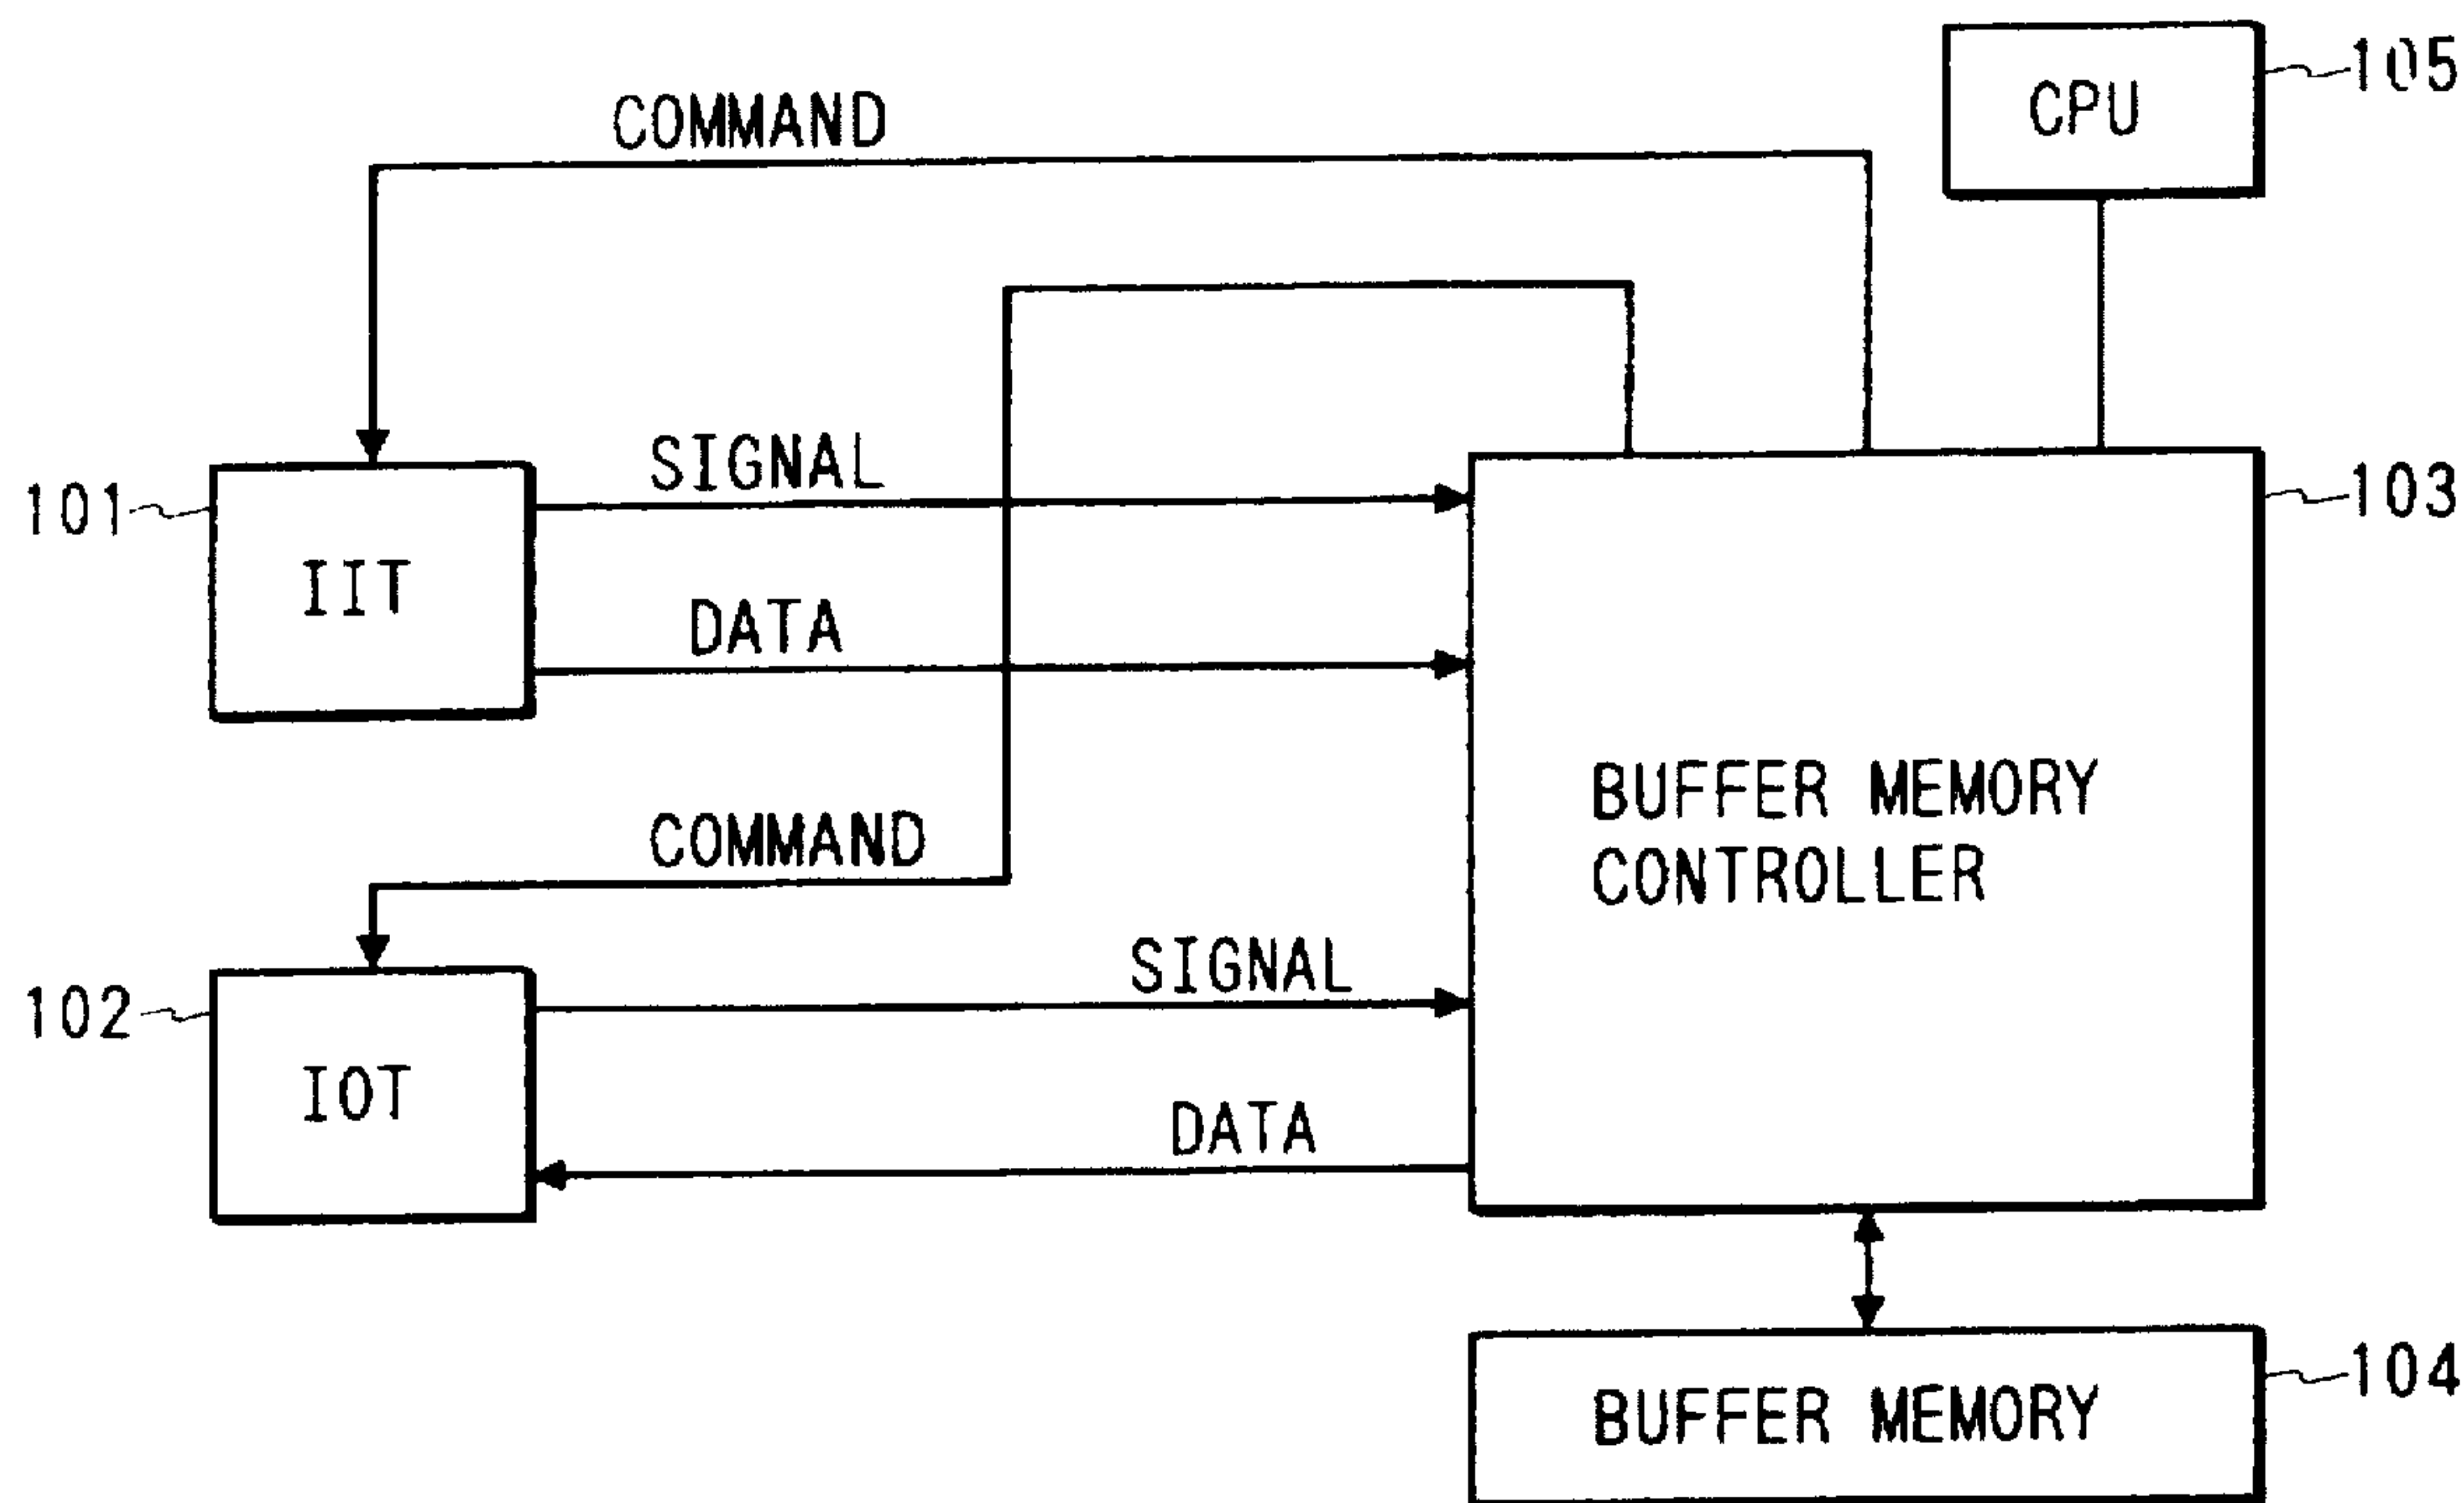 105
CPU
COMMAND
SIGNAL
101
103
IIT
DATA
BUFFER MEMORY
CONTROLLER
COMMAND
SIGNAL
102
IOT
DATA
104
BUFFER MEMORY